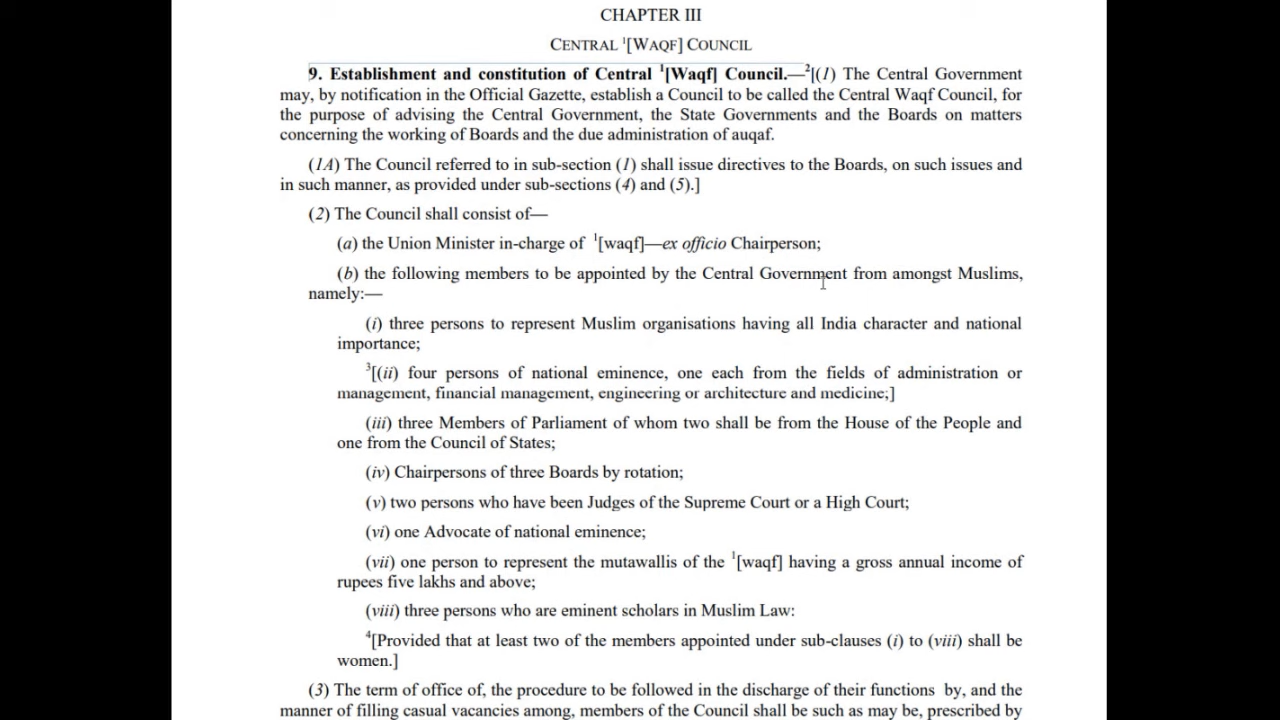 CHAPTER III
CENTRAL 1[WAQF] COUNCIL
9. Establishment and constitution of Central 1[Waqf] Council.—2[(1) The Central Government
may, by notification in the Official Gazette, establish a Council to be called the Central Waqf Council, for
the purpose of advising the Central Government, the State Governments and the Boards on matters
concerning the working of Boards and the due administration of auqaf.
(1A) The Council referred to in sub-section (1) shall issue directives to the Boards, on such issues and
in such manner, as provided under sub-sections (4) and (5).]
(2) The Council shall consist of—
(a) the Union Minister in-charge of 1[waqf]—ex officio Chairperson;
(b) the following members to be appointed by the Central Government from amongst Muslims,
namely:—
(i) three persons to represent Muslim organisations having all India character and national
importance;
3[(ii) four persons of national eminence, one each from the fields of administration or
management, financial management, engineering or architecture and medicine;]
(iii) three Members of Parliament of whom two shall be from the House of the People and
one from the Council of States;
(iv) Chairpersons of three Boards by rotation;
(v) two persons who have been Judges of the Supreme Court or a High Court;
(vi) one Advocate of national eminence;
(vii) one person to represent the mutawallis of the 1[waqf] having a gross annual income of
rupees five lakhs and above;
(viii) three persons who are eminent scholars in Muslim Law:
4[Provided that at least two of the members appointed under sub-clauses (i) to (viii) shall be
women.]
(3) The term of office of, the procedure to be followed in the discharge of their functions by, and the
manner of filling casual vacancies among, members of the Council shall be such as may be, prescribed by